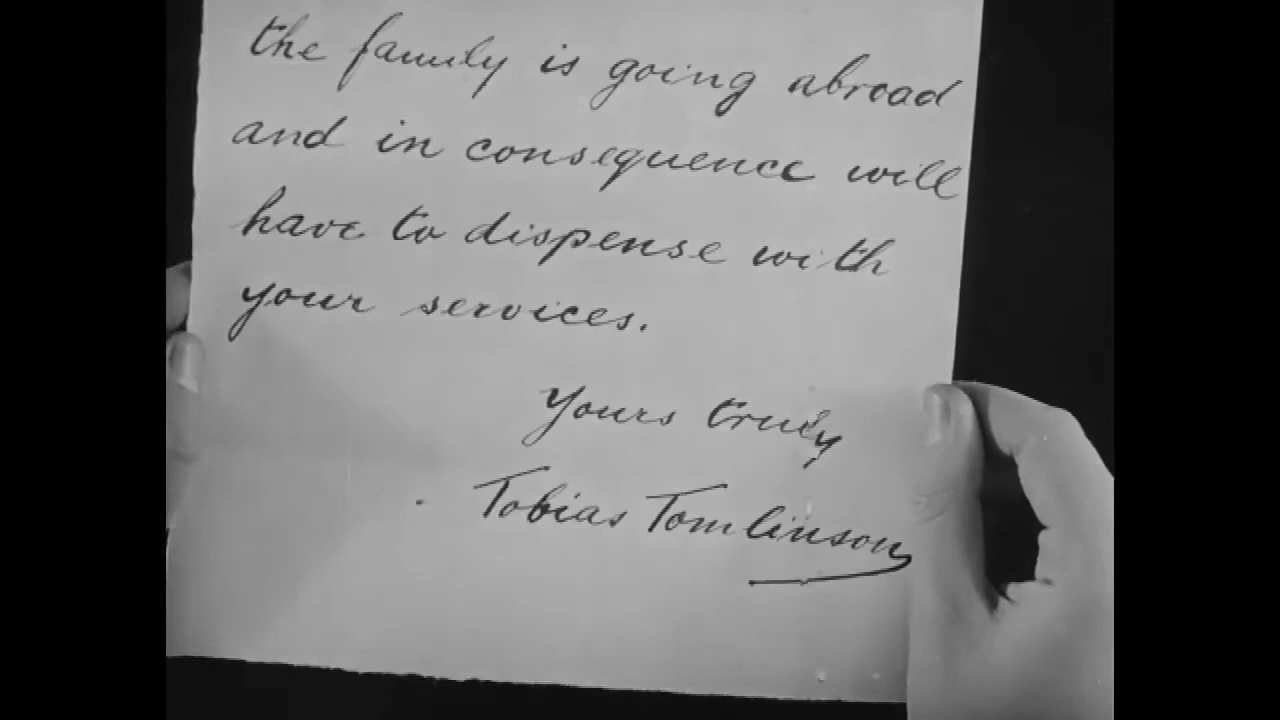 the family is going abroad
and in consequence will
have to dispense with
your services.
Yours truly
Tobias Tomlinson